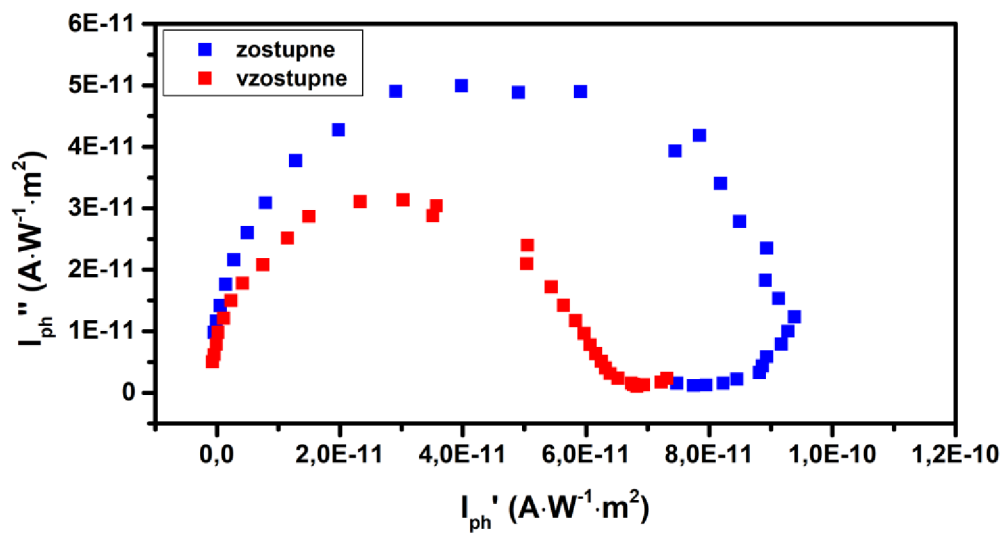 6E-11
5E-11
4E-11
3E-11
2E-11
1E-11
0
I_ph'' (A·W⁻¹·m²)
zostupne
vzostupne
0,0 2,0E-11 4,0E-11 6,0E-11 8,0E-11 1,0E-10 1,2E-10
I_ph' (A·W⁻¹·m²)